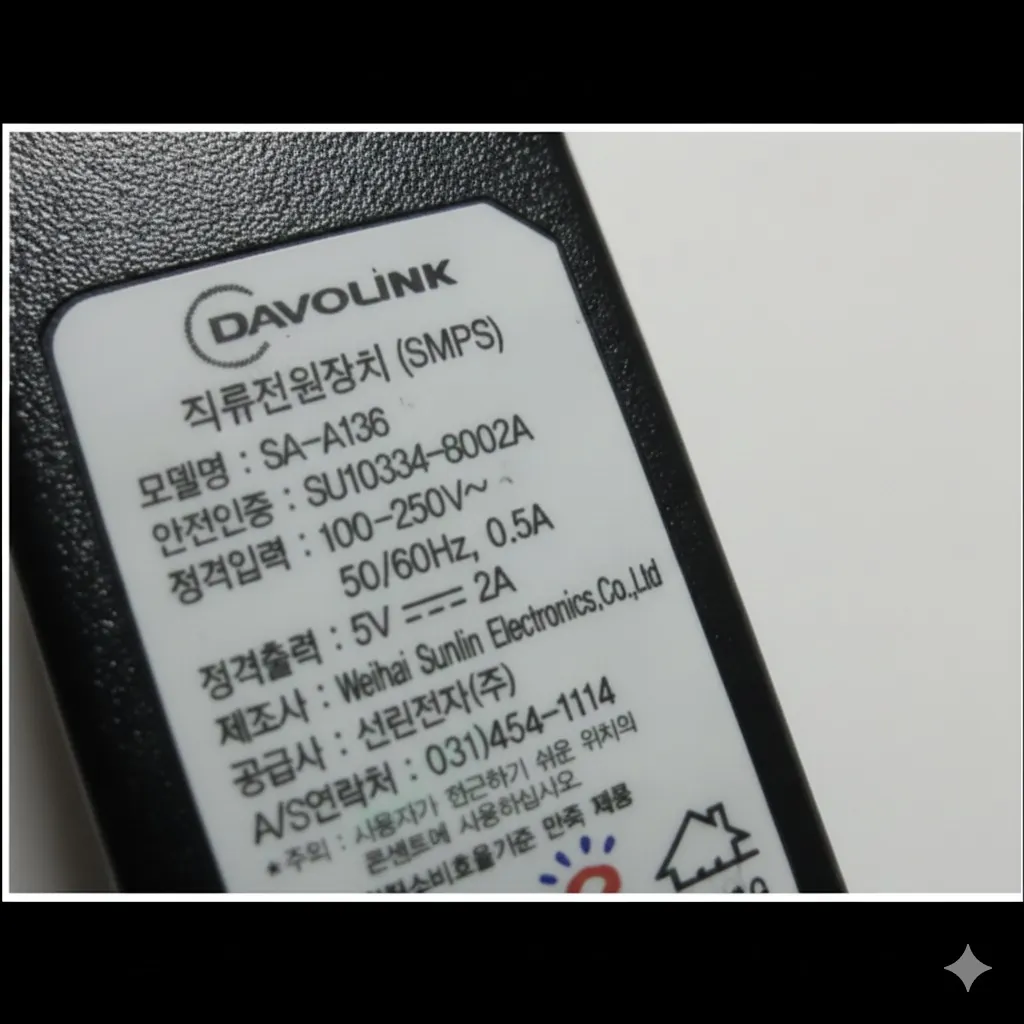 DAVOLINK
직류전원장치 (SMPS)
모델명 : SA-A136
안전인증 : SU10334-8002A
정격입력 : 100-250V~
50/60Hz, 0.5A
정격출력 : 5V ⎓ 2A
제조사 : Weihai Sunlin Electronics,Co.,Ltd
공급사 : 선린전자(주)
A/S연락처 : 031)454-1114
*주의 : 사용자가 접근하기 쉬운 위치의
콘센트에 사용하십시오
만족 제품